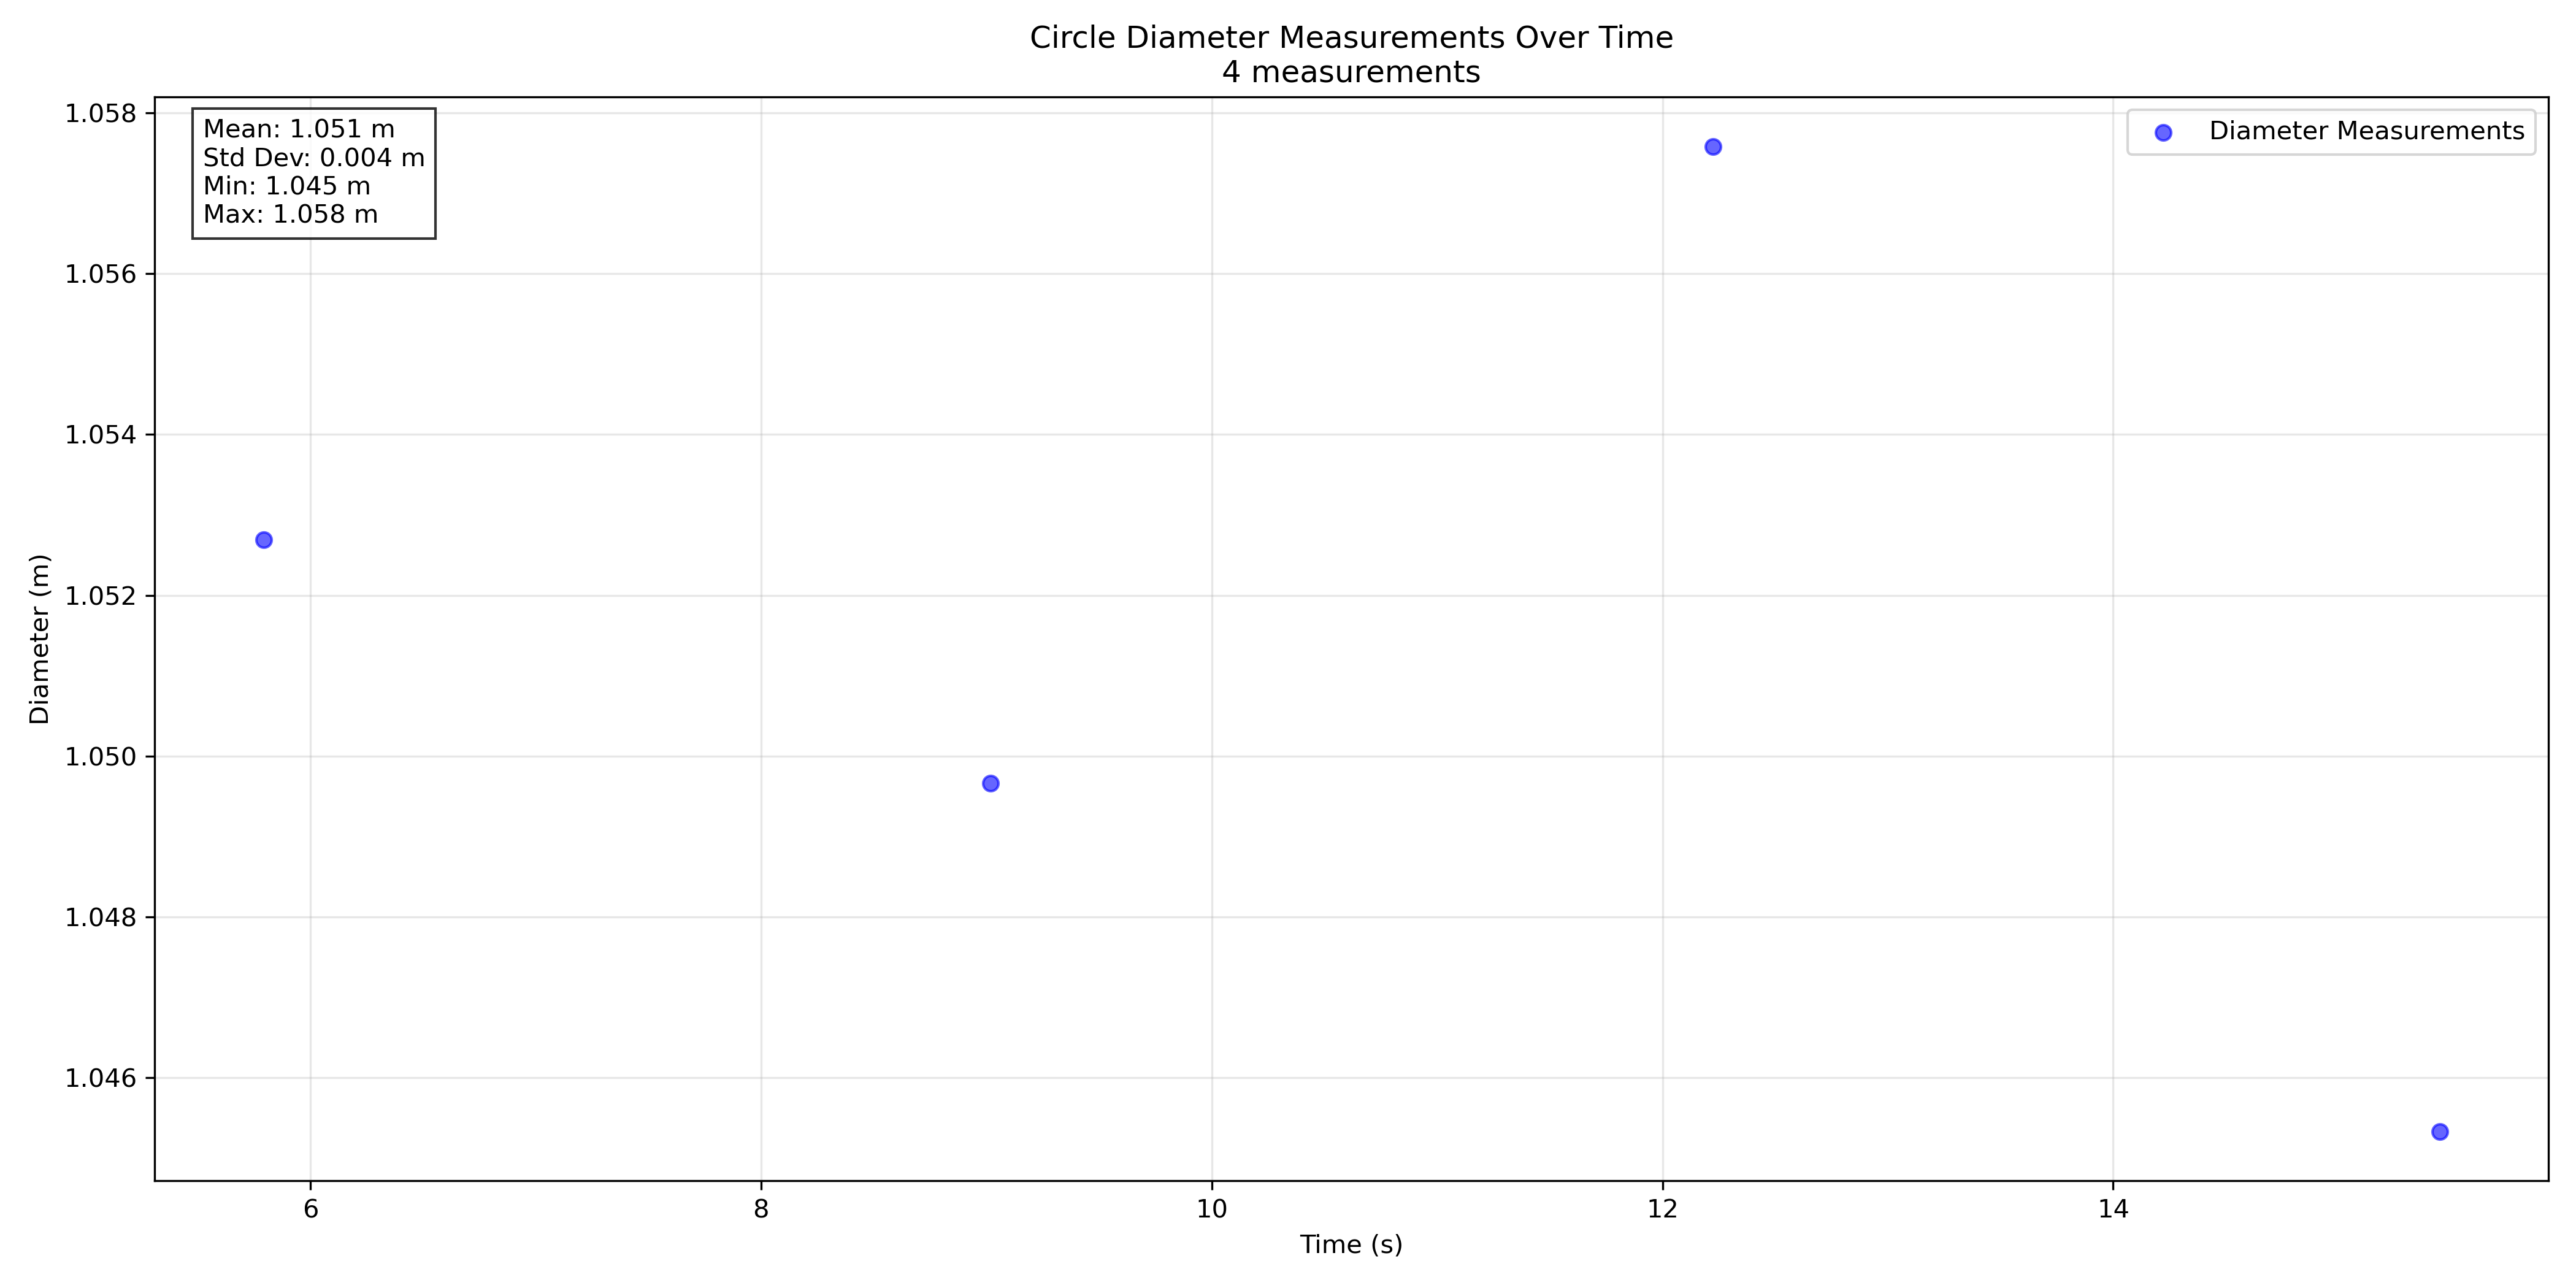 Circle Diameter Measurements Over Time
4 measurements
1.058
Mean: 1.051 m
Std Dev: 0.004 m
Min: 1.045 m
Max: 1.058 m
Diameter Measurements
1.056
1.054
1.052
1.050
1.048
1.046
Diameter (m)
6
8
10
12
14
Time (s)